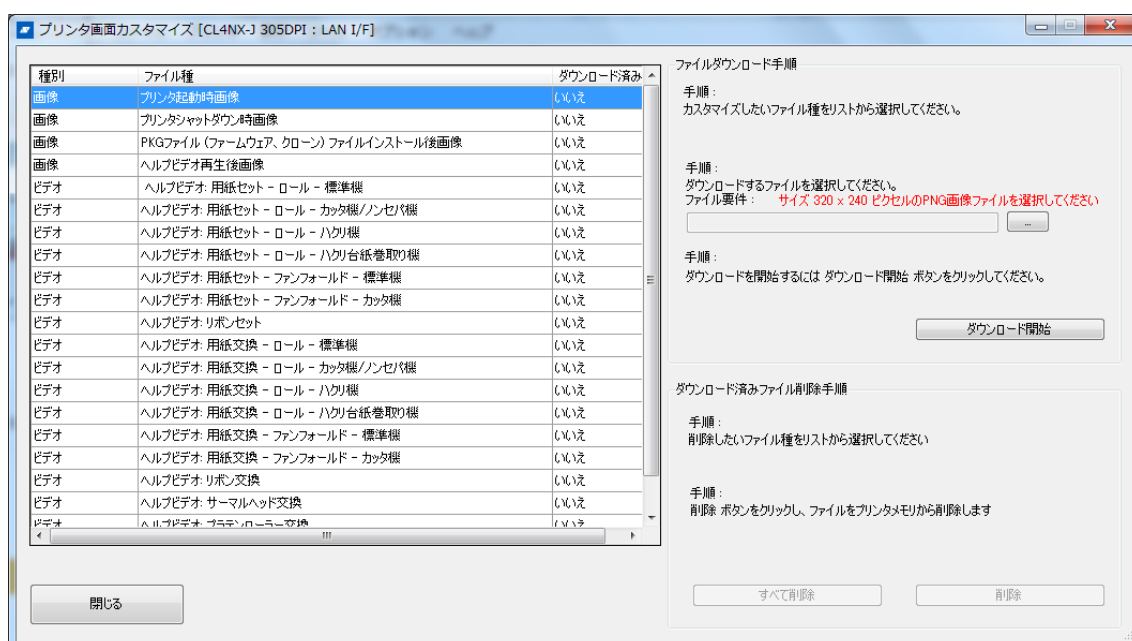 プリンタ画面カスタマイズ [CL4NX-J 305DPI : LAN I/F]
種別 ファイル種 ダウンロード済み
画像 プリンタ起動時画像 いいえ
画像 プリンタシャットダウン時画像 いいえ
画像 PKGファイル (ファームウェア、クローン) ファイルインストール後画像 いいえ
画像 ヘルプビデオ再生後画像 いいえ
ビデオ ヘルプビデオ: 用紙セット - ロール - 標準機 いいえ
ビデオ ヘルプビデオ: 用紙セット - ロール - カッタ機/ノンセパ機 いいえ
ビデオ ヘルプビデオ: 用紙セット - ロール - ハクリ機 いいえ
ビデオ ヘルプビデオ: 用紙セット - ロール - ハクリ台紙巻取り機 いいえ
ビデオ ヘルプビデオ: 用紙セット - ファンフォールド - 標準機 いいえ
ビデオ ヘルプビデオ: 用紙セット - ファンフォールド - カッタ機 いいえ
ビデオ ヘルプビデオ: リボンセット いいえ
ビデオ ヘルプビデオ: 用紙交換 - ロール - 標準機 いいえ
ビデオ ヘルプビデオ: 用紙交換 - ロール - カッタ機/ノンセパ機 いいえ
ビデオ ヘルプビデオ: 用紙交換 - ロール - ハクリ機 いいえ
ビデオ ヘルプビデオ: 用紙交換 - ロール - ハクリ台紙巻取り機 いいえ
ビデオ ヘルプビデオ: 用紙交換 - ファンフォールド - 標準機 いいえ
ビデオ ヘルプビデオ: 用紙交換 - ファンフォールド - カッタ機 いいえ
ビデオ ヘルプビデオ: リボン交換 いいえ
ビデオ ヘルプビデオ: サーマルヘッド交換 いいえ
ビデオ ヘルプビデオ: プラテンローラー交換 いいえ
閉じる
ファイルダウンロード手順
手順 :
カスタマイズしたいファイル種をリストから選択してください。
手順 :
ダウンロードするファイルを選択してください。
ファイル要件 : サイズ 320 x 240 ピクセルのPNG画像ファイルを選択してください
...
手順 :
ダウンロードを開始するには ダウンロード開始 ボタンをクリックしてください。
ダウンロード開始
ダウンロード済みファイル削除手順
手順 :
削除したいファイル種をリストから選択してください
手順 :
削除 ボタンをクリックし、ファイルをプリンタメモリから削除します
すべて削除 削除